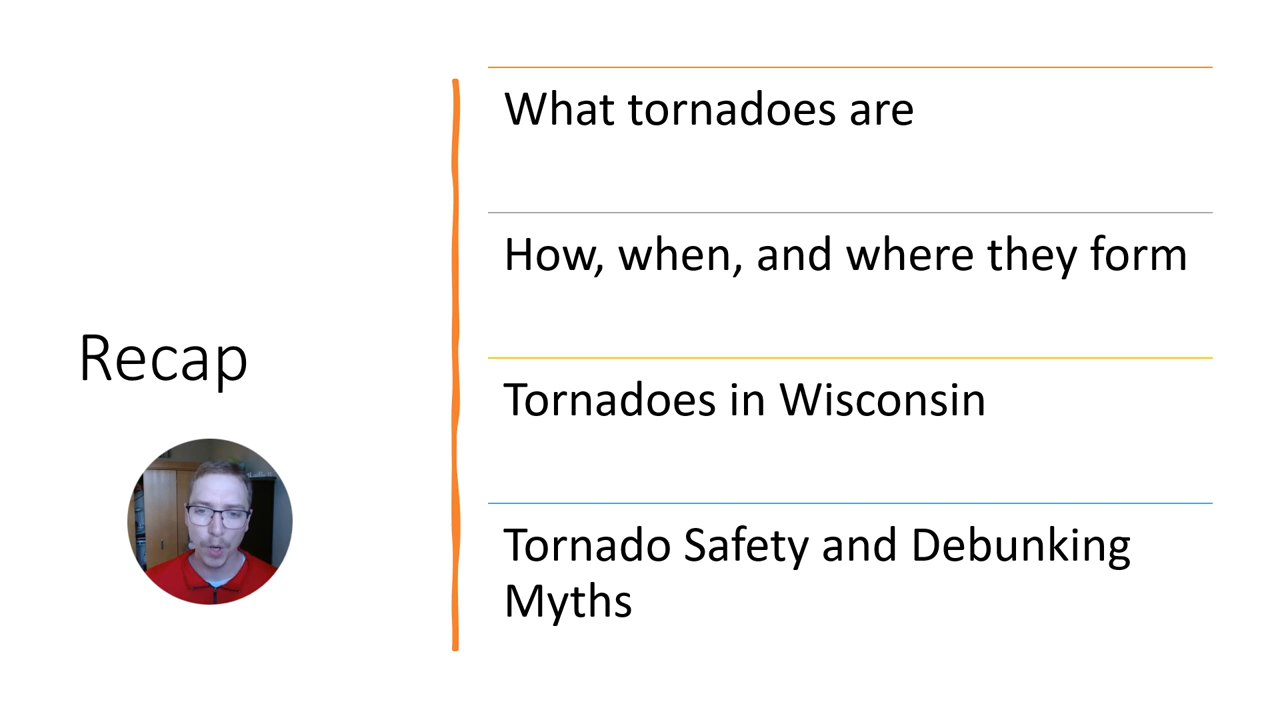 Recap
What tornadoes are
How, when, and where they form
Tornadoes in Wisconsin
Tornado Safety and Debunking
Myths